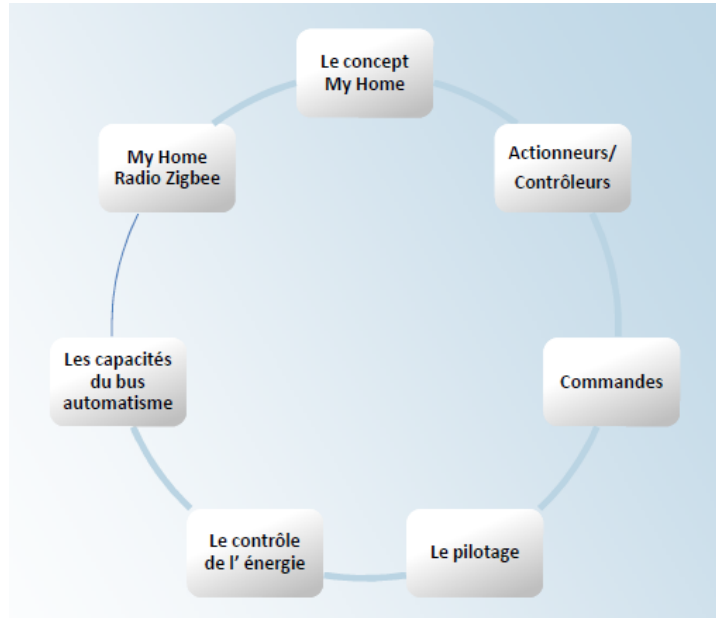 Le concept
My Home
Actionneurs/
Contrôleurs
Commandes
Le pilotage
Le contrôle
de l’ énergie
Les capacités
du bus
automatisme
My Home
Radio Zigbee